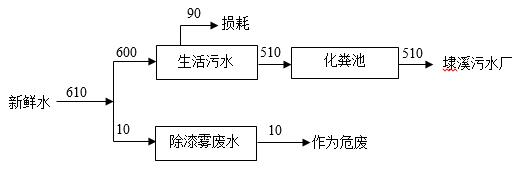 90
损耗
600
生活污水
510
化粪池
510
埭溪污水厂
新鲜水
610
10
除漆雾废水
10
作为危废